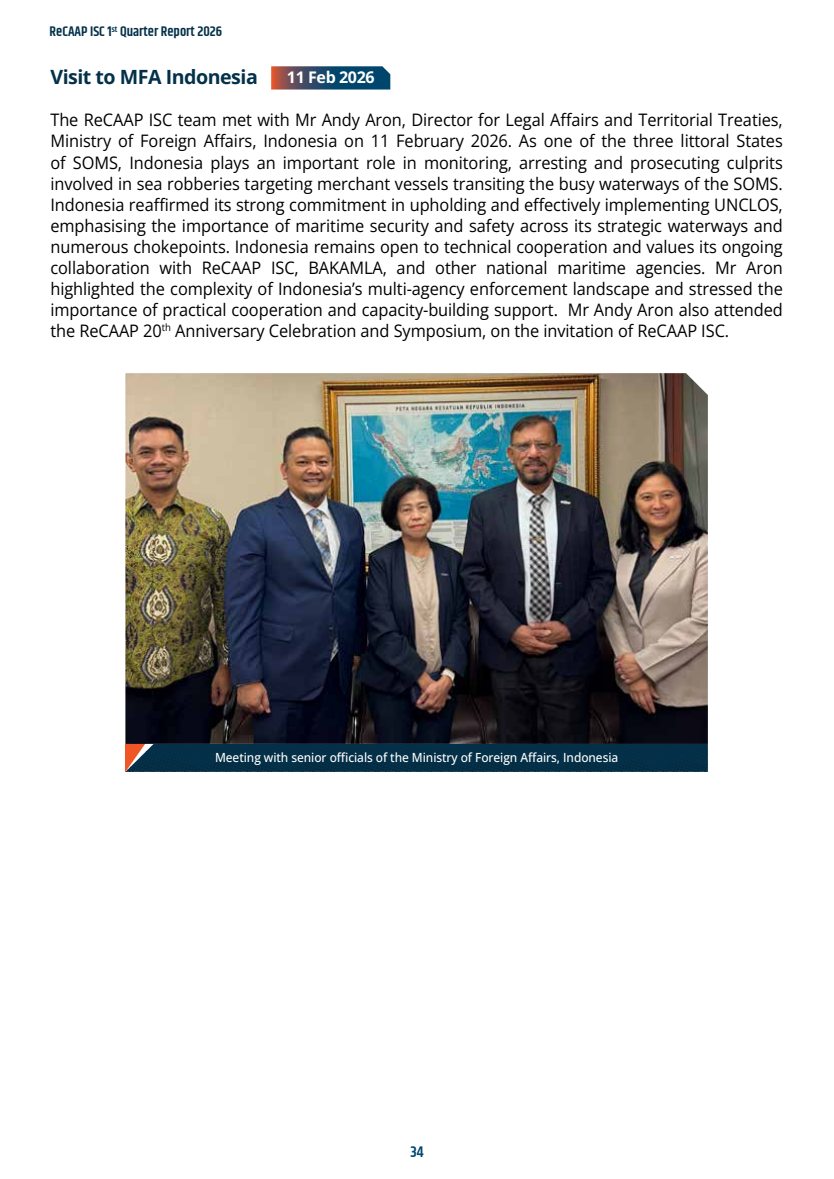 ReCAAP ISC 1st Quarter Report 2026
Visit to MFA Indonesia 11 Feb 2026
The ReCAAP ISC team met with Mr Andy Aron, Director for Legal Affairs and Territorial Treaties,
Ministry of Foreign Affairs, Indonesia on 11 February 2026. As one of the three littoral States
of SOMS, Indonesia plays an important role in monitoring, arresting and prosecuting culprits
involved in sea robberies targeting merchant vessels transiting the busy waterways of the SOMS.
Indonesia reaffirmed its strong commitment in upholding and effectively implementing UNCLOS,
emphasising the importance of maritime security and safety across its strategic waterways and
numerous chokepoints. Indonesia remains open to technical cooperation and values its ongoing
collaboration with ReCAAP ISC, BAKAMLA, and other national maritime agencies. Mr Aron
highlighted the complexity of Indonesia’s multi-agency enforcement landscape and stressed the
importance of practical cooperation and capacity-building support.  Mr Andy Aron also attended
the ReCAAP 20th Anniversary Celebration and Symposium, on the invitation of ReCAAP ISC.
PETA NEGARA KESATUAN REPUBLIK INDONESIA
Meeting with senior officials of the Ministry of Foreign Affairs, Indonesia
34